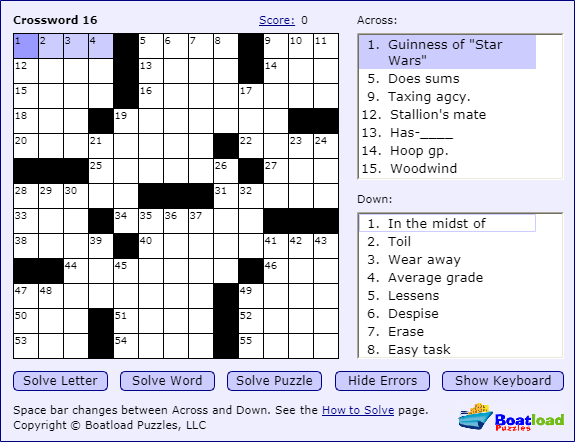 Crossword 16 Score: 0
1 2 3 4 5 6 7 8 9 10 11
12 13 14
15 16 17
18 19
20 21 22 23 24
25 26 27
28 29 30 31 32
33 34 35 36 37
38 39 40 41 42 43
44 45 46
47 48 49
50 51 52
53 54 55
Across:
1. Guinness of "Star
Wars"
5. Does sums
9. Taxing agcy.
12. Stallion's mate
13. Has-____
14. Hoop gp.
15. Woodwind
Down:
1. In the midst of
2. Toil
3. Wear away
4. Average grade
5. Lessens
6. Despise
7. Erase
8. Easy task
Solve Letter Solve Word Solve Puzzle Hide Errors Show Keyboard
Space bar changes between Across and Down. See the How to Solve page.
Copyright © Boatload Puzzles, LLC
Boatload
Puzzles